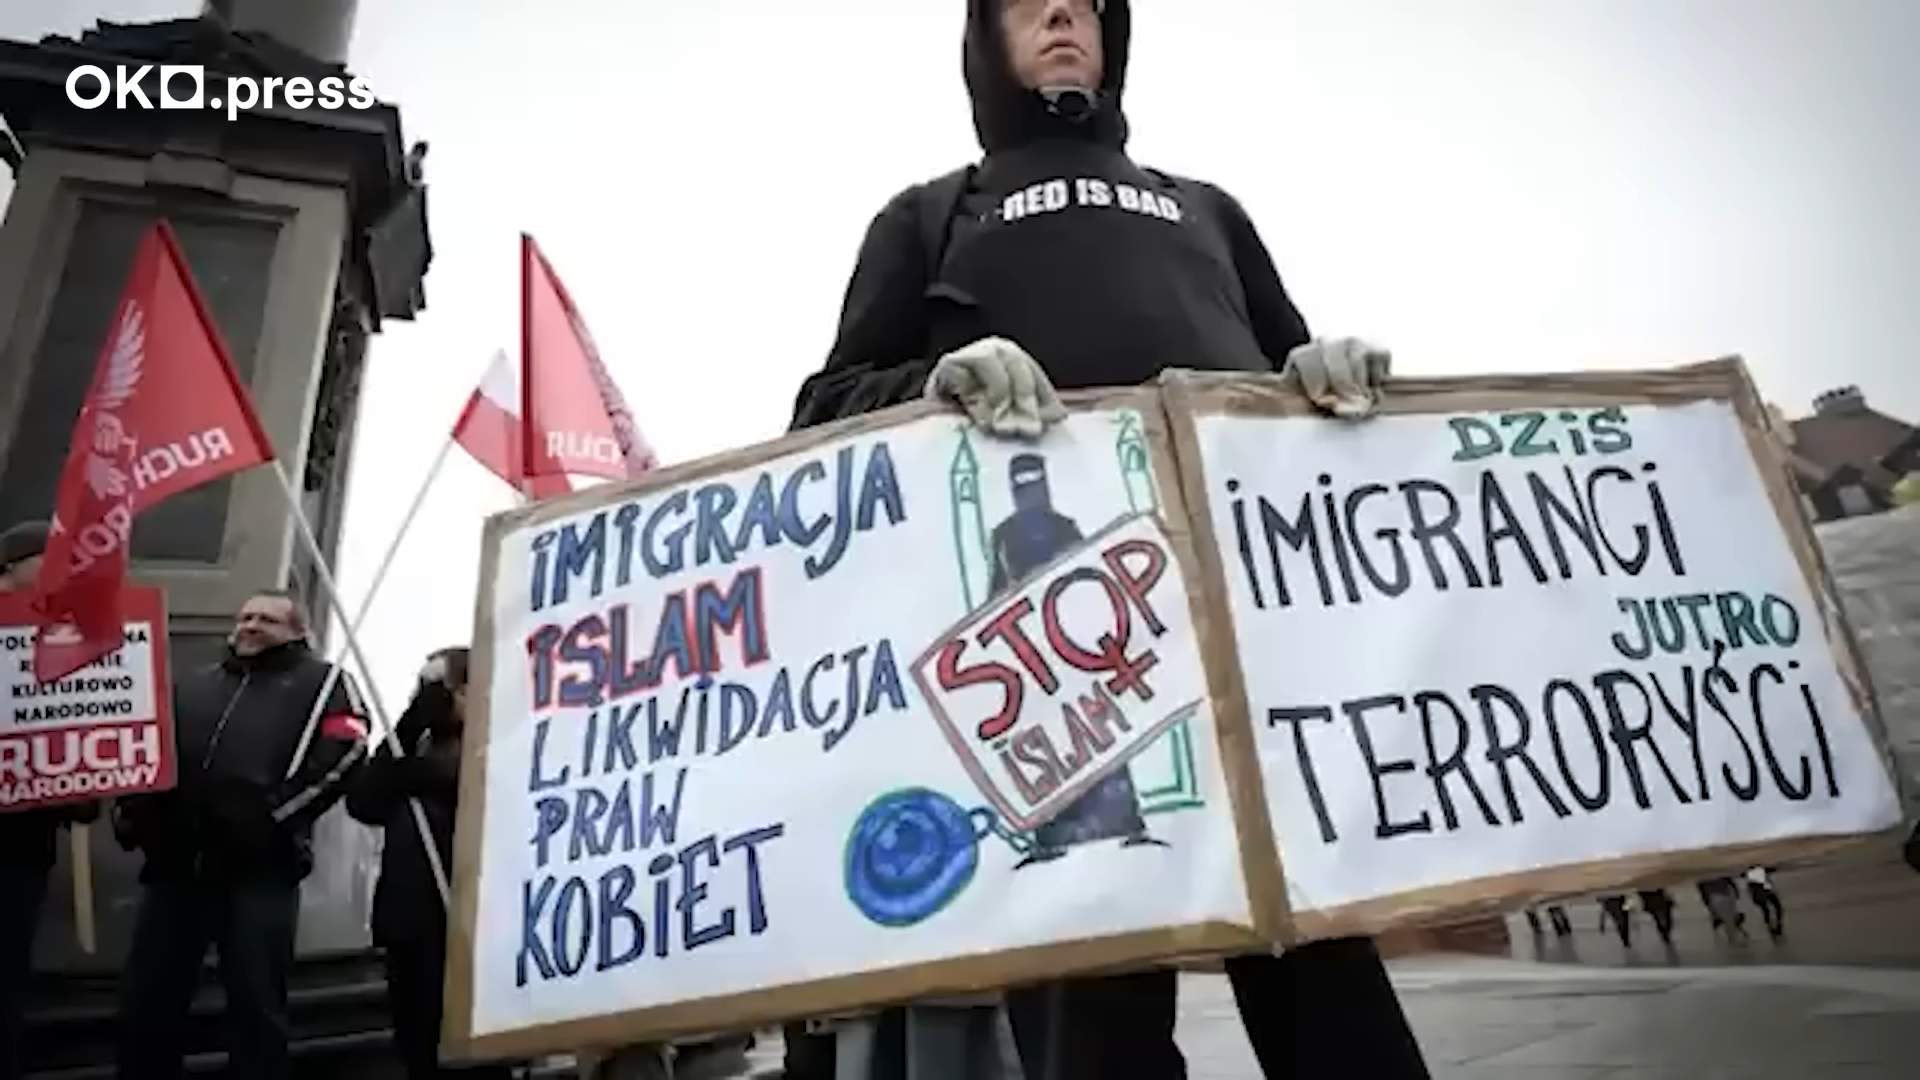 OKO.press
RED IS BAD
RUCH
RUCH
KULTUROWO
NARODOWO
RUCH
NARODOWY
IMIGRACJA
ISLAM
LIKWIDACJA
PRAW
KOBIET
STOP
ISLAM
DZiŚ
IMIGRANCI
JUTRO
TERRORYŚCI